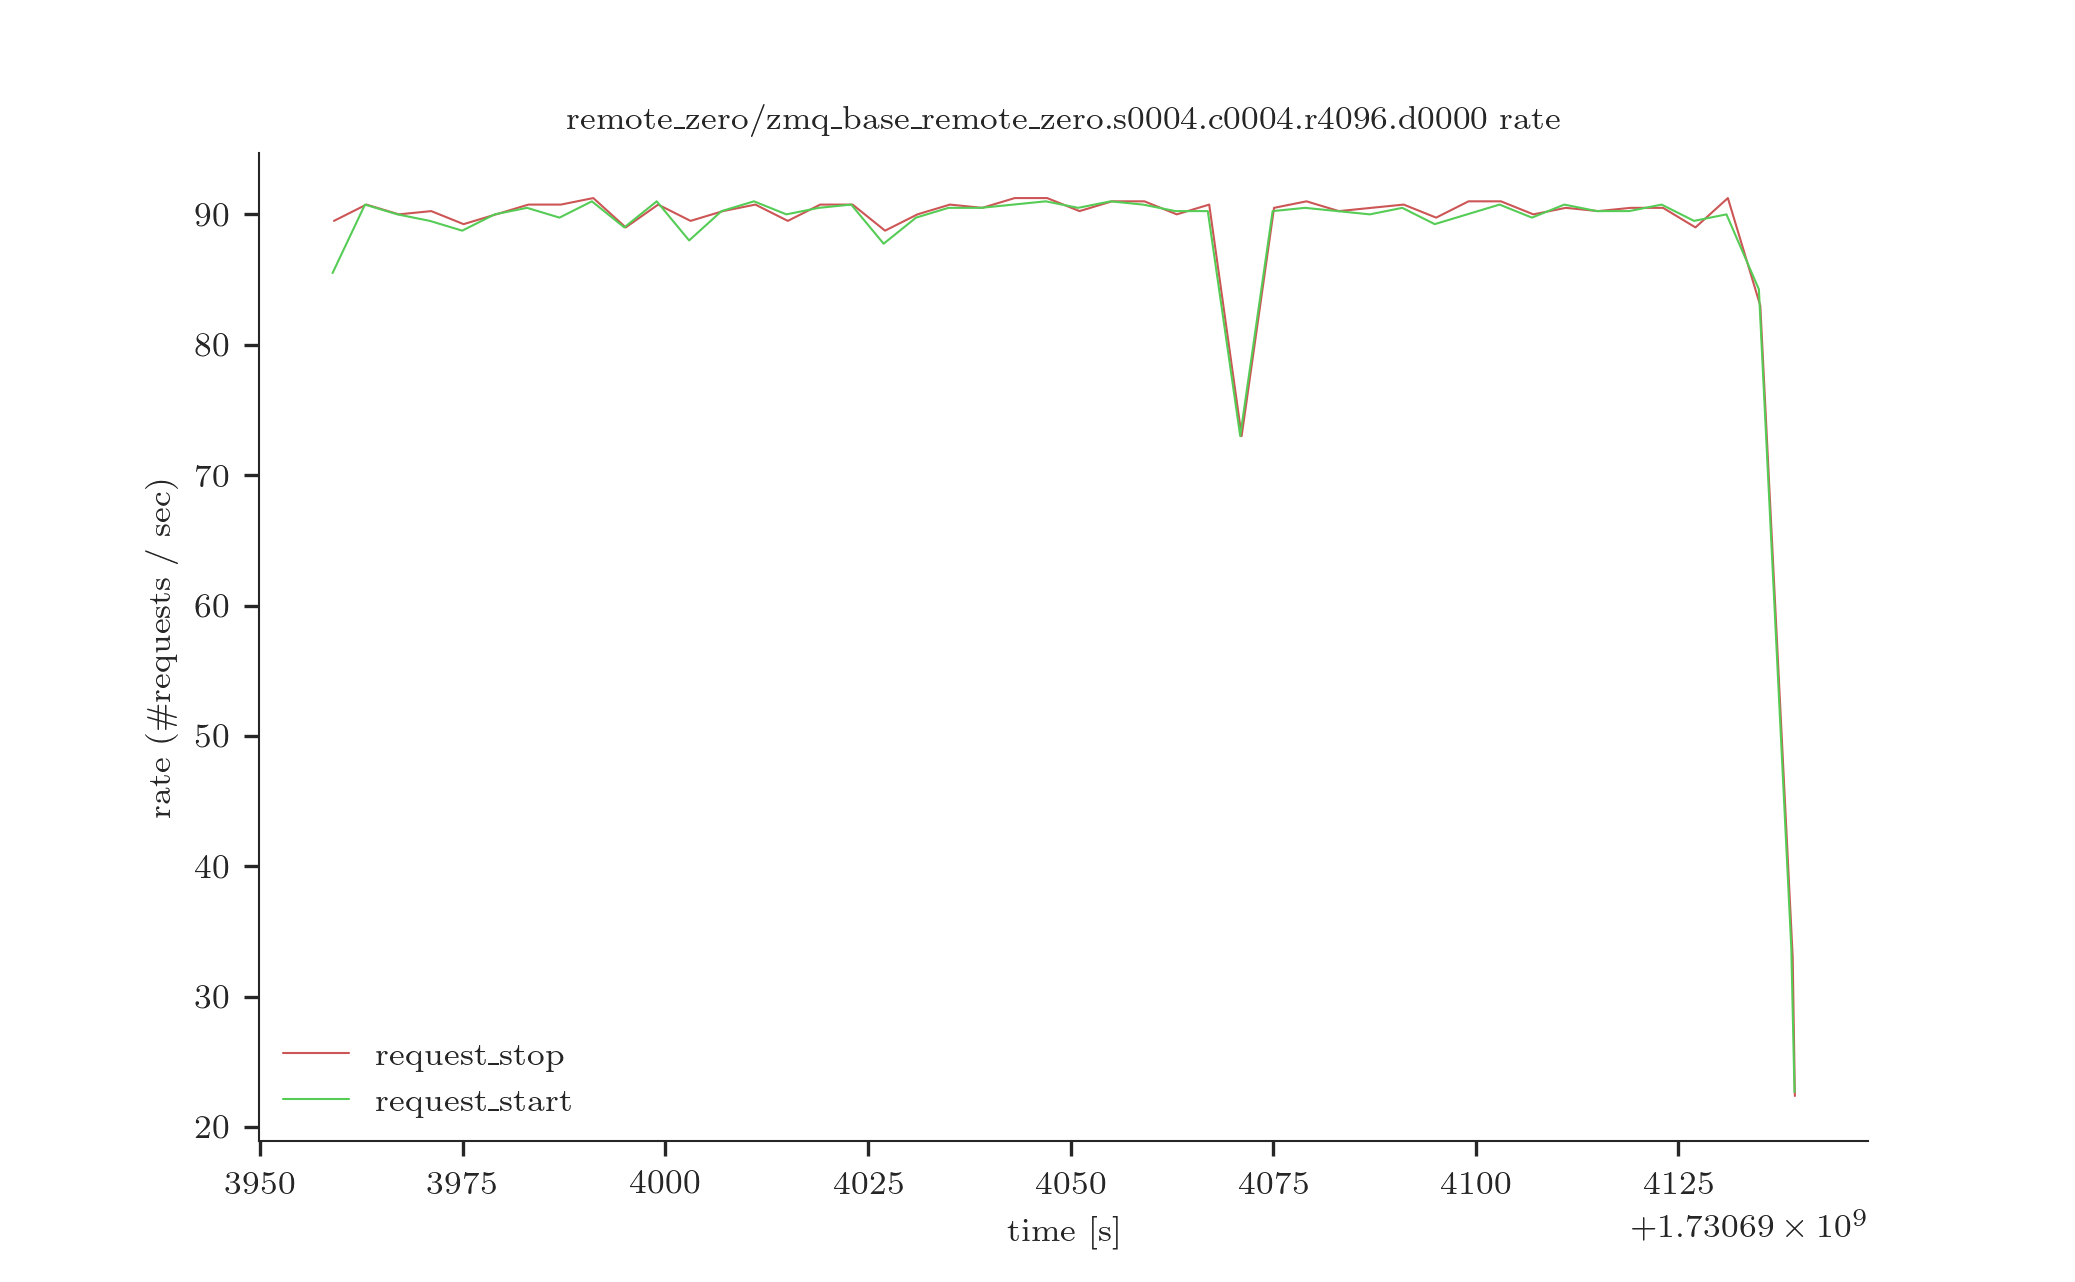 remote_zero/zmq_base_remote_zero.s0004.c0004.r4096.d0000 rate
rate (#requests / sec)
90
80
70
60
50
40
30
20
request_stop
request_start
3950 3975 4000 4025 4050 4075 4100 4125
time [s]
+1.73069 × 10⁹